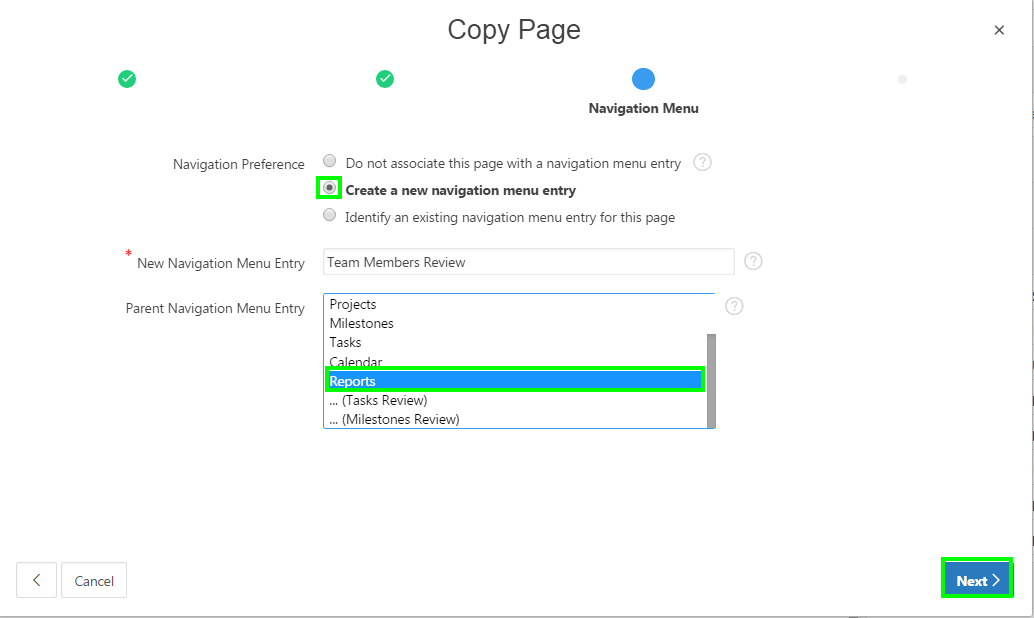 Copy Page
Navigation Menu
Navigation Preference
Do not associate this page with a navigation menu entry ?
Create a new navigation menu entry
Identify an existing navigation menu entry for this page
* New Navigation Menu Entry
Team Members Review ?
Parent Navigation Menu Entry
Projects ?
Milestones
Tasks
Calendar
Reports
... (Tasks Review)
... (Milestones Review)
Cancel
Next